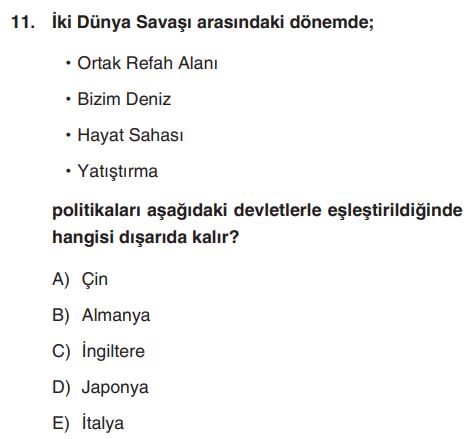 11. İki Dünya Savaşı arasındaki dönemde;
• Ortak Refah Alanı
• Bizim Deniz
• Hayat Sahası
• Yatıştırma
politikaları aşağıdaki devletlerle eşleştirildiğinde
hangisi dışarıda kalır?
A) Çin
B) Almanya
C) İngiltere
D) Japonya
E) İtalya